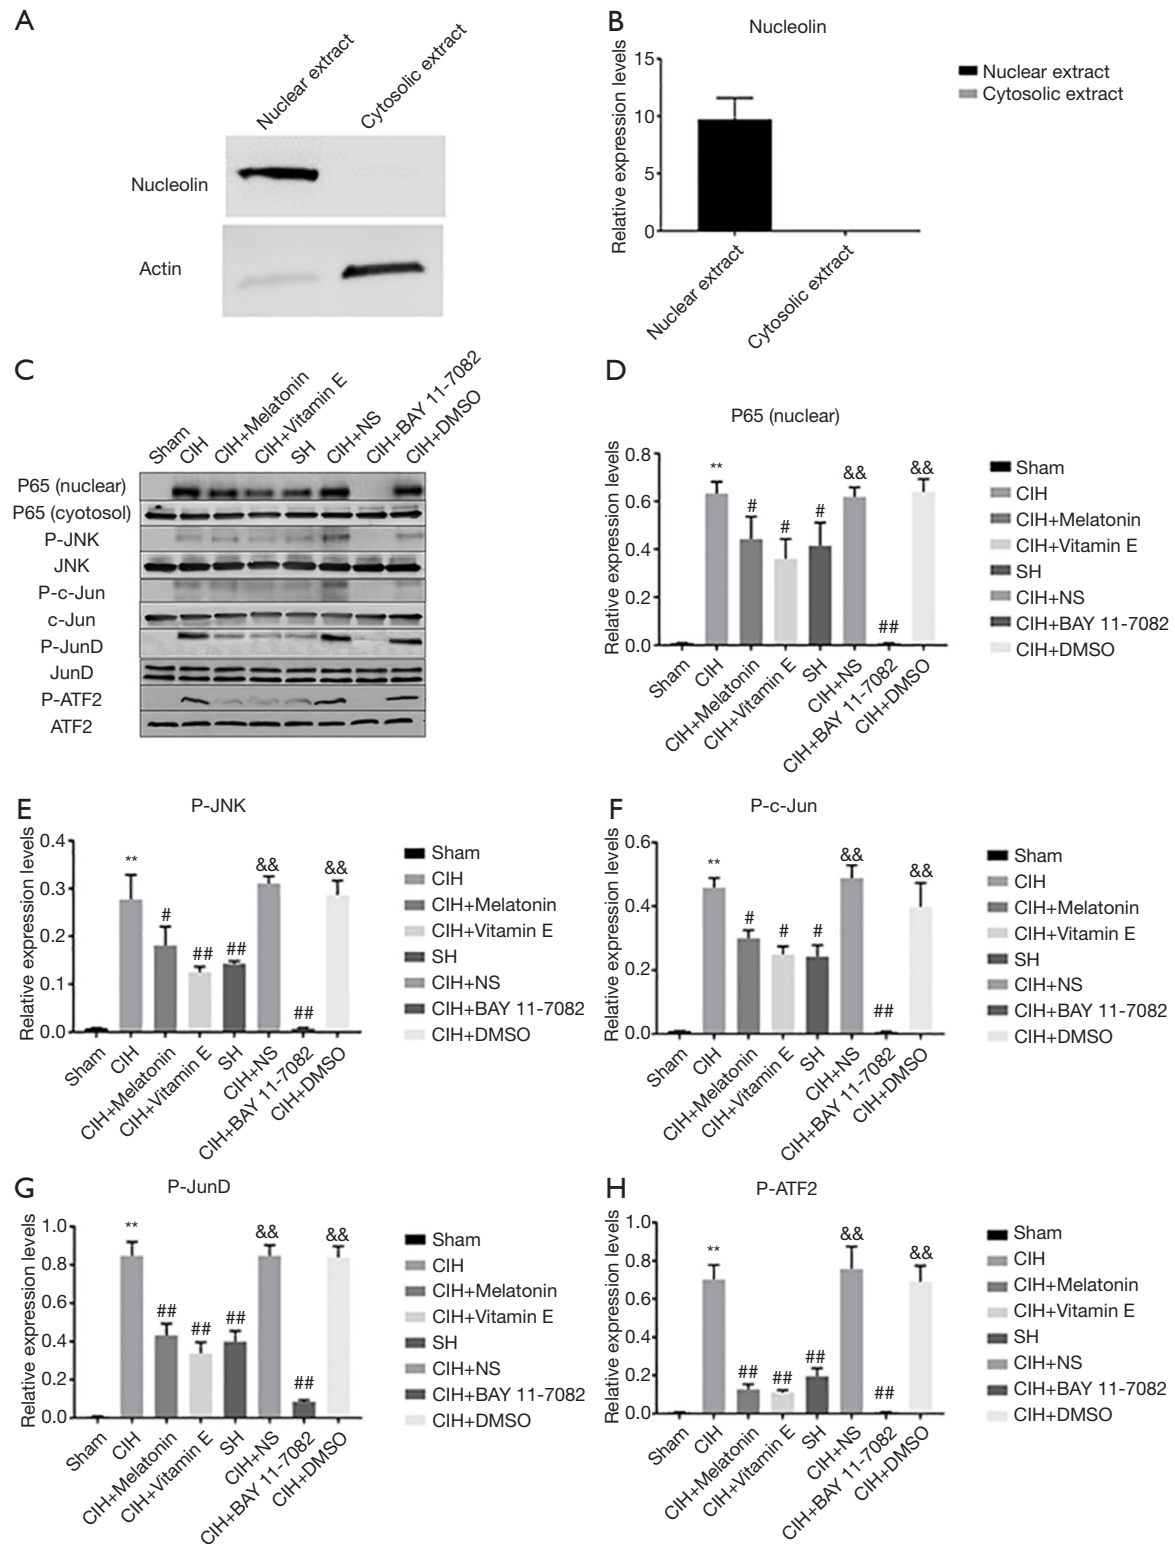 A
Nuclear extract
Cytosolic extract
Nucleolin
Actin
B
Nucleolin
Relative expression levels
15
10
5
0
Nuclear extract
Cytosolic extract
Nuclear extract
Cytosolic extract
C
Sham
CIH
CIH+Melatonin
CIH+Vitamin E
SH
CIH+NS
CIH+BAY 11-7082
CIH+DMSO
P65 (nuclear)
P65 (cyotosol)
P-JNK
JNK
P-c-Jun
c-Jun
P-JunD
JunD
P-ATF2
ATF2
D
P65 (nuclear)
Relative expression levels
0.8
0.6
0.4
0.2
0.0
**
#
#
#
&&
##
&&
Sham
CIH
CIH+Melatonin
CIH+Vitamin E
SH
CIH+NS
CIH+BAY 11-7082
CIH+DMSO
Sham
CIH
CIH+Melatonin
CIH+Vitamin E
SH
CIH+NS
CIH+BAY 11-7082
CIH+DMSO
E
P-JNK
Relative expression levels
0.4
0.3
0.2
0.1
0.0
**
#
##
##
&&
##
&&
Sham
CIH
CIH+Melatonin
CIH+Vitamin E
SH
CIH+NS
CIH+BAY 11-7082
CIH+DMSO
Sham
CIH
CIH+Melatonin
CIH+Vitamin E
SH
CIH+NS
CIH+BAY 11-7082
CIH+DMSO
F
P-c-Jun
Relative expression levels
0.6
0.4
0.2
0.0
**
#
#
#
&&
##
&&
Sham
CIH
CIH+Melatonin
CIH+Vitamin E
SH
CIH+NS
CIH+BAY 11-7082
CIH+DMSO
Sham
CIH
CIH+Melatonin
CIH+Vitamin E
SH
CIH+NS
CIH+BAY 11-7082
CIH+DMSO
G
P-JunD
Relative expression levels
1.0
0.8
0.6
0.4
0.2
0.0
**
##
##
##
&&
##
&&
Sham
CIH
CIH+Melatonin
CIH+Vitamin E
SH
CIH+NS
CIH+BAY 11-7082
CIH+DMSO
Sham
CIH
CIH+Melatonin
CIH+Vitamin E
SH
CIH+NS
CIH+BAY 11-7082
CIH+DMSO
H
P-ATF2
Relative expression levels
1.0
0.8
0.6
0.4
0.2
0.0
**
##
##
##
&&
##
&&
Sham
CIH
CIH+Melatonin
CIH+Vitamin E
SH
CIH+NS
CIH+BAY 11-7082
CIH+DMSO
Sham
CIH
CIH+Melatonin
CIH+Vitamin E
SH
CIH+NS
CIH+BAY 11-7082
CIH+DMSO